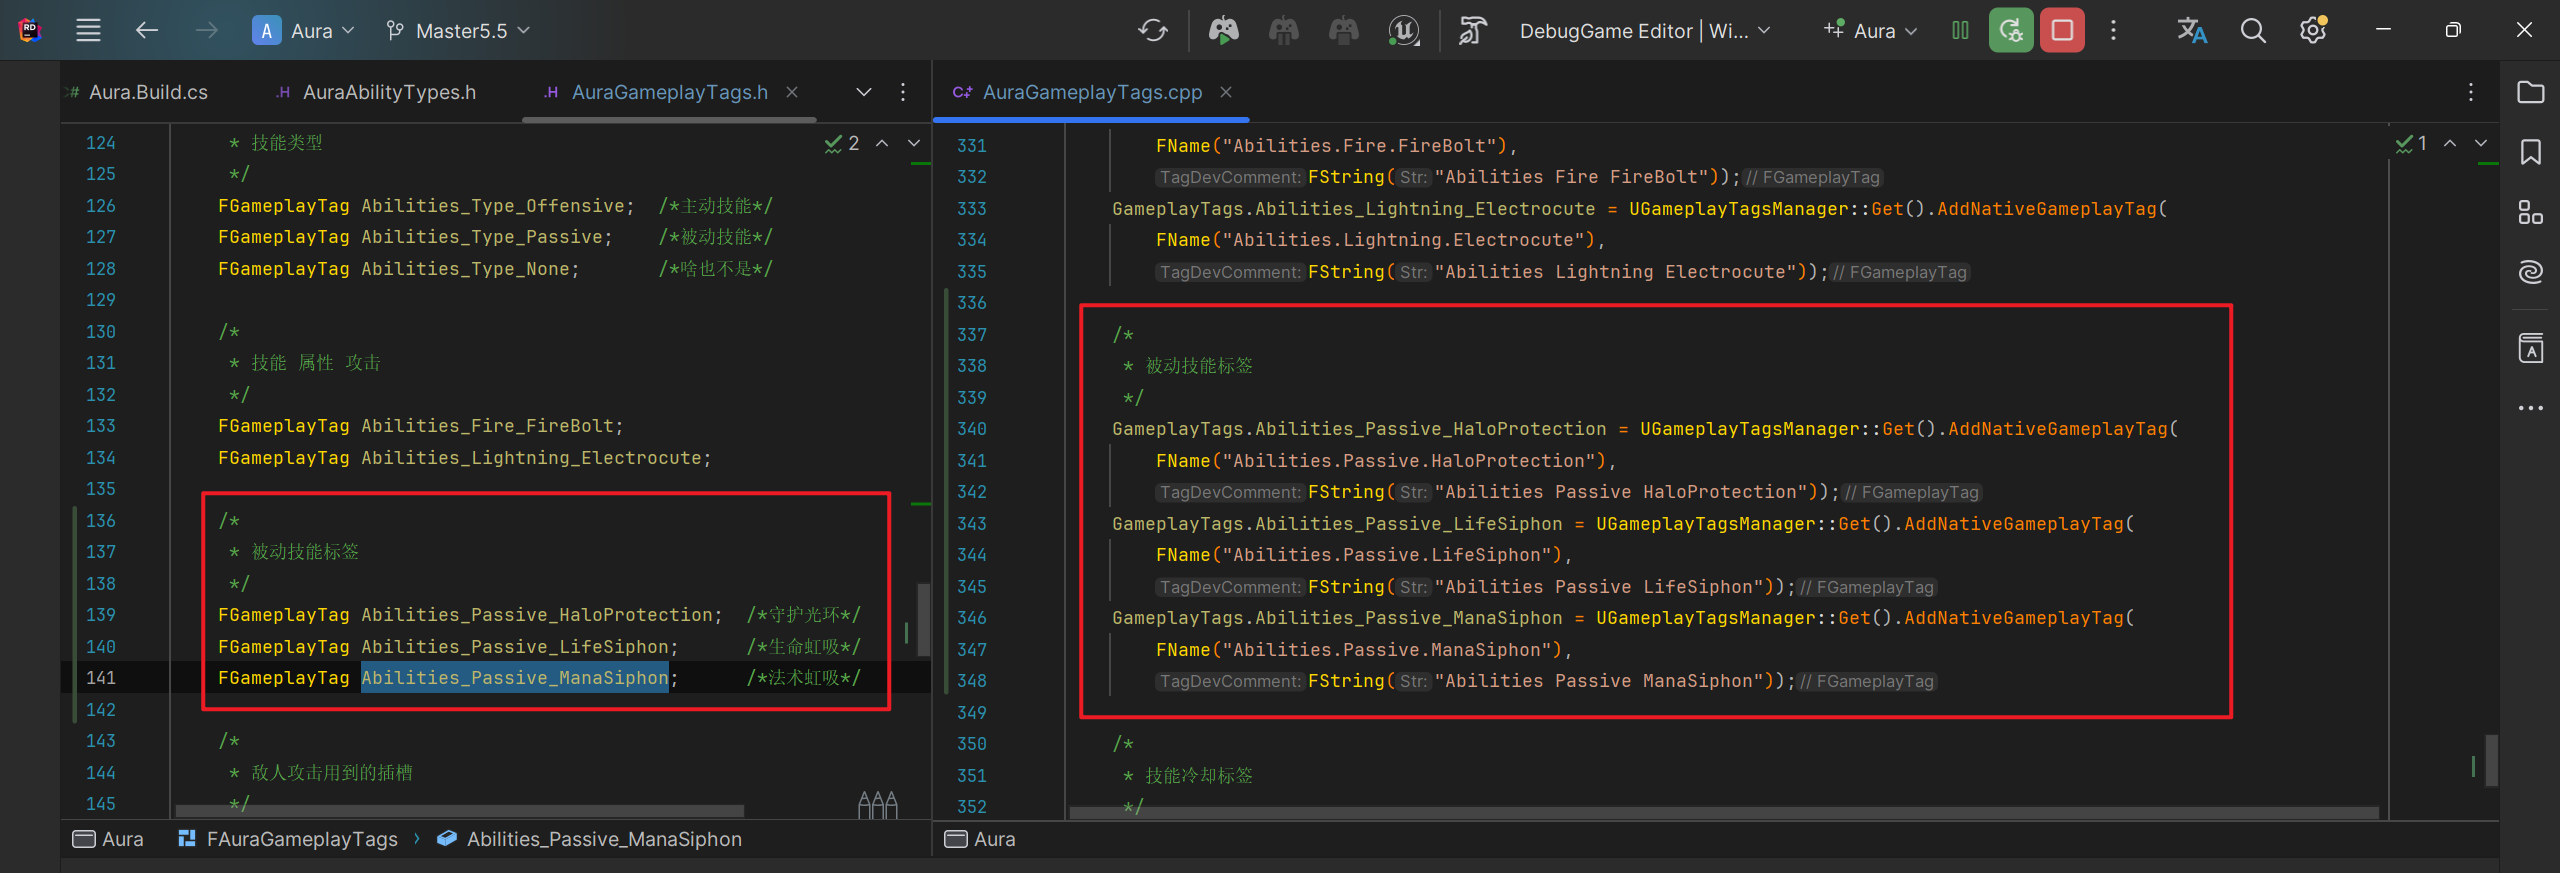 RD A Aura Master5.5 DebugGame Editor | Wi... Aura
Aura.Build.cs .H AuraAbilityTypes.h .H AuraGameplayTags.h
124 * 技能类型 2
125 */
126 FGameplayTag Abilities_Type_Offensive; /*主动技能*/
127 FGameplayTag Abilities_Type_Passive; /*被动技能*/
128 FGameplayTag Abilities_Type_None; /*啥也不是*/
129
130 /*
131 * 技能 属性 攻击
132 */
133 FGameplayTag Abilities_Fire_FireBolt;
134 FGameplayTag Abilities_Lightning_Electrocute;
135
136 /*
137 * 被动技能标签
138 */
139 FGameplayTag Abilities_Passive_HaloProtection; /*守护光环*/
140 FGameplayTag Abilities_Passive_LifeSiphon; /*生命虹吸*/
141 FGameplayTag Abilities_Passive_ManaSiphon; /*法术虹吸*/
142
143 /*
144 * 敌人攻击用到的插槽
145 */
Aura FAuraGameplayTags › Abilities_Passive_ManaSiphon
C+ AuraGameplayTags.cpp
331 FName("Abilities.Fire.FireBolt"), 1
332 TagDevComment: FString( Str: "Abilities Fire FireBolt")); // FGameplayTag
333 GameplayTags.Abilities_Lightning_Electrocute = UGameplayTagsManager::Get().AddNativeGameplayTag(
334 FName("Abilities.Lightning.Electrocute"),
335 TagDevComment: FString( Str: "Abilities Lightning Electrocute")); // FGameplayTag
336
337 /*
338 * 被动技能标签
339 */
340 GameplayTags.Abilities_Passive_HaloProtection = UGameplayTagsManager::Get().AddNativeGameplayTag(
341 FName("Abilities.Passive.HaloProtection"),
342 TagDevComment: FString( Str: "Abilities Passive HaloProtection")); // FGameplayTag
343 GameplayTags.Abilities_Passive_LifeSiphon = UGameplayTagsManager::Get().AddNativeGameplayTag(
344 FName("Abilities.Passive.LifeSiphon"),
345 TagDevComment: FString( Str: "Abilities Passive LifeSiphon")); // FGameplayTag
346 GameplayTags.Abilities_Passive_ManaSiphon = UGameplayTagsManager::Get().AddNativeGameplayTag(
347 FName("Abilities.Passive.ManaSiphon"),
348 TagDevComment: FString( Str: "Abilities Passive ManaSiphon")); // FGameplayTag
349
350 /*
351 * 技能冷却标签
352 */
Aura